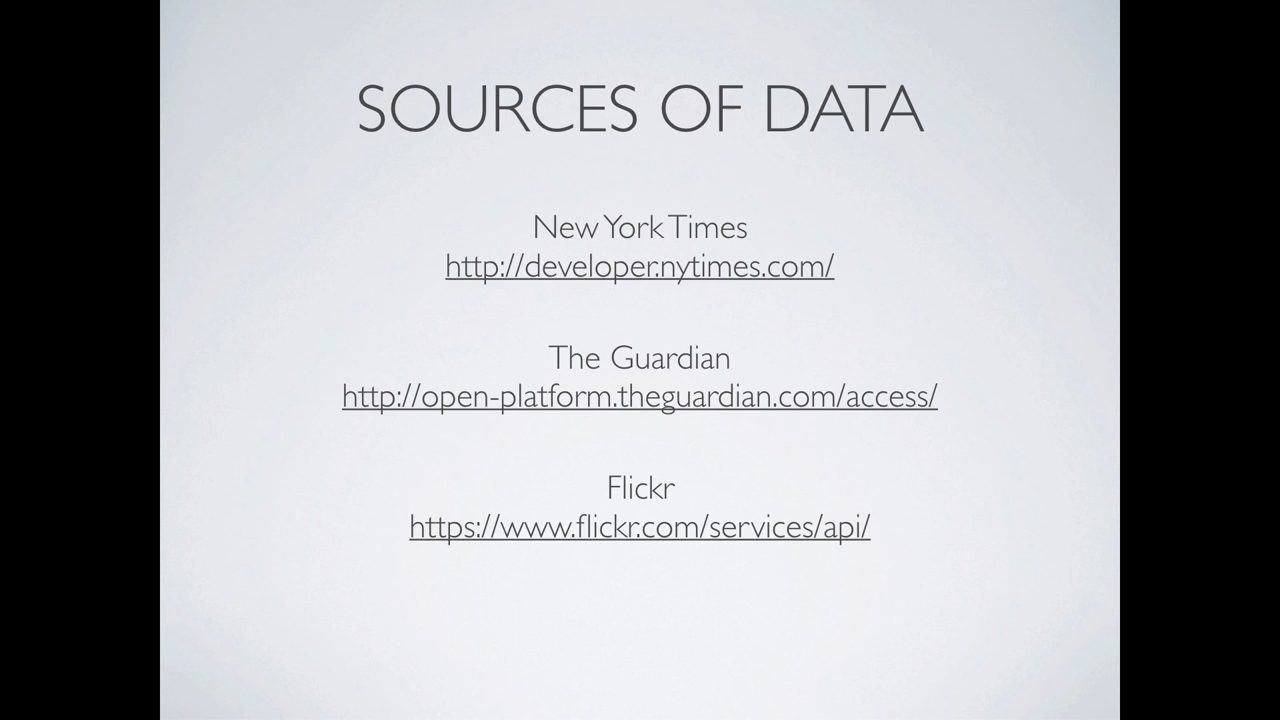 SOURCES OF DATA
New York Times
http://developer.nytimes.com/
The Guardian
http://open-platform.theguardian.com/access/
Flickr
https://www.flickr.com/services/api/